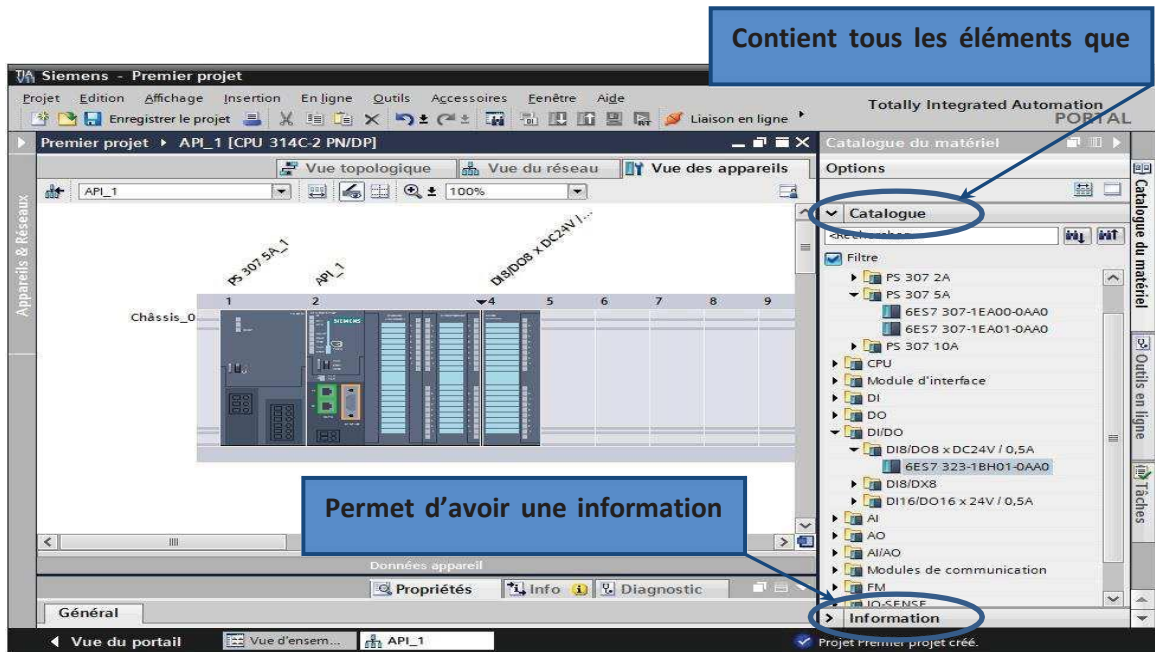 Contient tous les éléments que
Siemens - Premier projet
Projet Edition Affichage Insertion En ligne Outils Accessoires Fenêtre Aide
Totally Integrated Automation
PORTAL
Enregistrer le projet
Liaison en ligne
Premier projet API_1 [CPU 314C-2 PN/DP]
Catalogue du matériel
Vue topologique Vue du réseau Vue des appareils
Options
API_1
100%
Catalogue
Filtre
PS 307 5A_1
API_1
DI8/DO8 x DC24V /...
1 2 4 5 6 7 8 9
Châssis_0
PS 307 2A
PS 307 5A
6ES7 307-1EA00-0AA0
6ES7 307-1EA01-0AA0
PS 307 10A
CPU
Module d'interface
DI
DO
DI/DO
DI8/DO8 x DC24V / 0,5A
6ES7 323-1BH01-0AA0
DI8/DX8
DI16/DO16 x 24V / 0,5A
AI
AO
AI/AO
Modules de communication
FM
IQ-SENSE
Information
Appareils & Réseaux
Catalogue du matériel
Outils en ligne
Tâches
Permet d’avoir une information
Données appareil
Propriétés Info Diagnostic
Général
Vue du portail
Vue d'ensem...
API_1
Projet Premier projet créé.